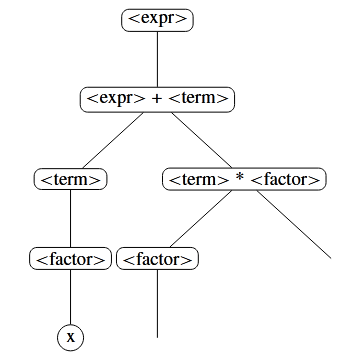 <expr>
<expr> + <term>
<term>
<term> * <factor>
<factor>
<factor>
x